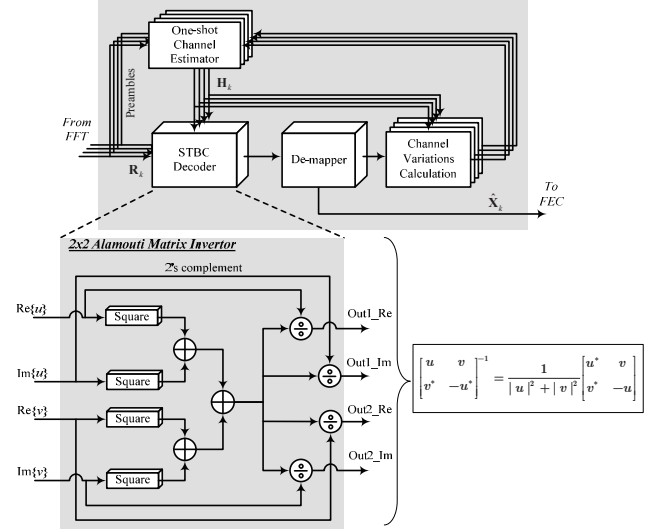 One-shot
Channel
Estimator
Preambles
H_k
From
FFT
R_k
STBC
Decoder
De-mapper
Channel
Variations
Calculation
X̂_k
To
FEC
2x2 Alamouti Matrix Invertor
2's complement
Re{u}
Square
Out1_Re
Im{u}
Square
Out1_Im
Re{v}
Square
Out2_Re
Im{v}
Square
Out2_Im
[u v; v* -u*]^-1 = 1 / (|u|^2+|v|^2) [u* v; v* -u]